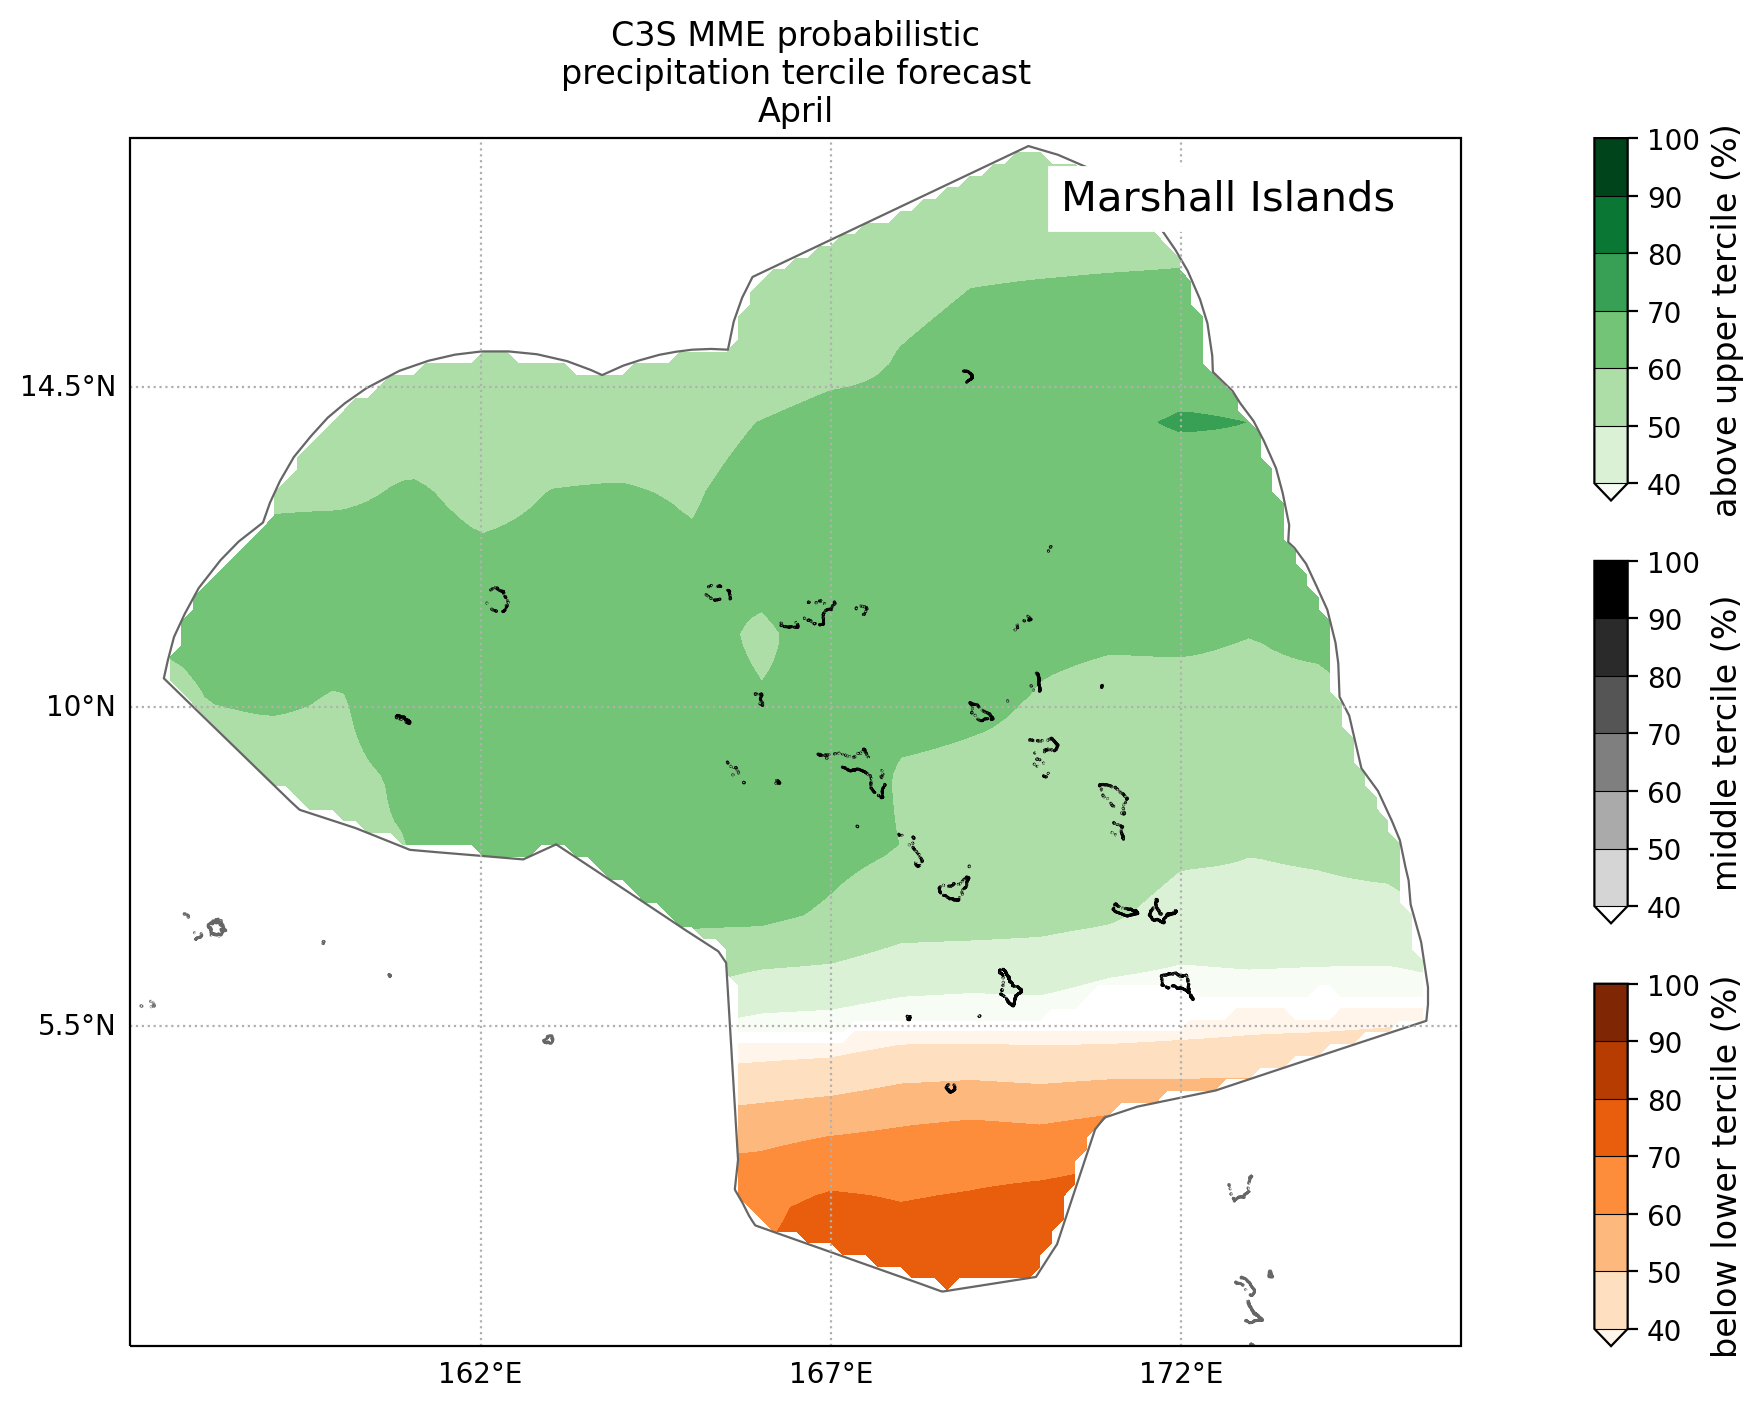 C3S MME probabilistic
precipitation tercile forecast
April
Marshall Islands
14.5°N
10°N
5.5°N
162°E
167°E
172°E
100
90
80
70
60
50
40
above upper tercile (%)
100
90
80
70
60
50
40
middle tercile (%)
100
90
80
70
60
50
40
below lower tercile (%)